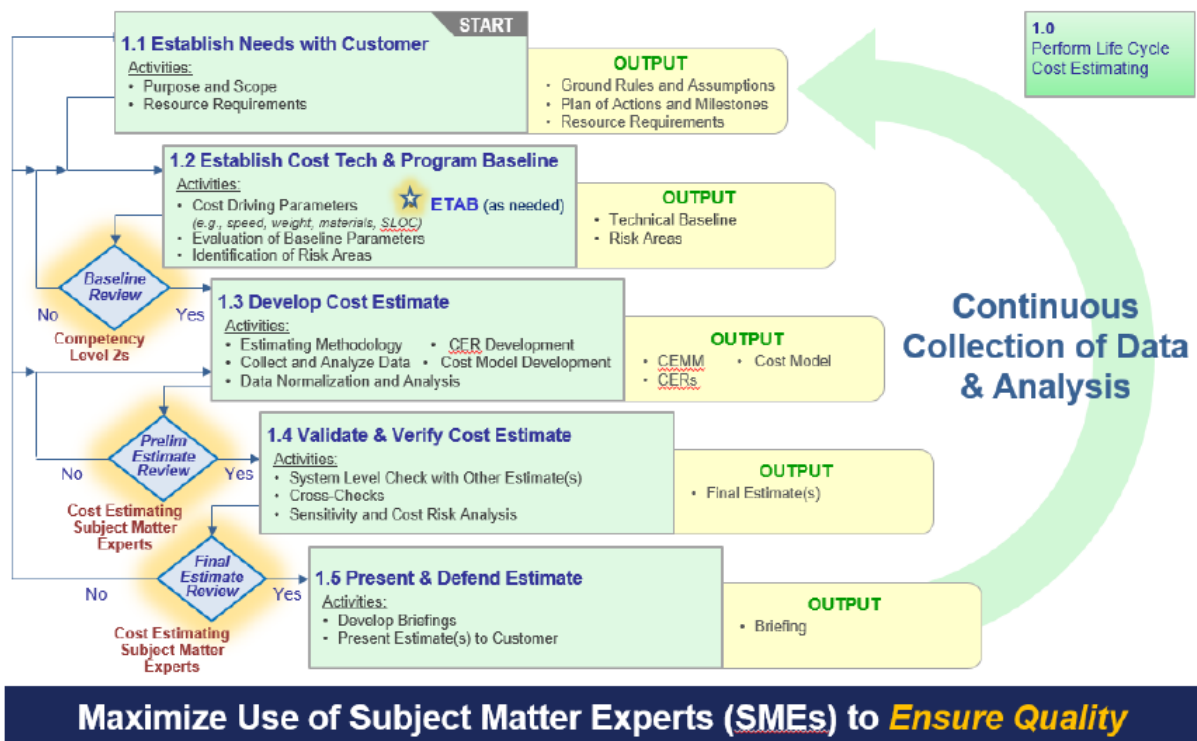 START
1.1 Establish Needs with Customer
Activities:
• Purpose and Scope
• Resource Requirements
OUTPUT
• Ground Rules and Assumptions
• Plan of Actions and Milestones
• Resource Requirements
1.0
Perform Life Cycle
Cost Estimating
1.2 Establish Cost Tech & Program Baseline
Activities:
• Cost Driving Parameters
(e.g., speed, weight, materials, SLOC)
• Evaluation of Baseline Parameters
• Identification of Risk Areas
ETAB (as needed)
OUTPUT
• Technical Baseline
• Risk Areas
Baseline
Review
No
Yes
Competency
Level 2s
1.3 Develop Cost Estimate
Activities:
• Estimating Methodology • CER Development
• Collect and Analyze Data • Cost Model Development
• Data Normalization and Analysis
OUTPUT
• CEMM • Cost Model
• CERs
Continuous
Collection of Data
& Analysis
Prelim
Estimate
Review
No
Yes
Cost Estimating
Subject Matter
Experts
1.4 Validate & Verify Cost Estimate
Activities:
• System Level Check with Other Estimate(s)
• Cross-Checks
• Sensitivity and Cost Risk Analysis
OUTPUT
• Final Estimate(s)
Final
Estimate
Review
No
Yes
Cost Estimating
Subject Matter
Experts
1.5 Present & Defend Estimate
Activities:
• Develop Briefings
• Present Estimate(s) to Customer
OUTPUT
• Briefing
Maximize Use of Subject Matter Experts (SMEs) to Ensure Quality